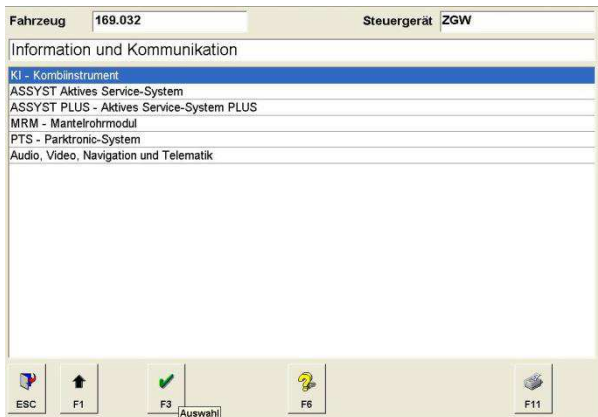 Fahrzeug 169.032 Steuergerät ZGW
Information und Kommunikation
KI - Kombiinstrument
ASSYST Aktives Service-System
ASSYST PLUS - Aktives Service-System PLUS
MRM - Mantelrohrmodul
PTS - Parktronic-System
Audio, Video, Navigation und Telematik
ESC F1 F3 F6 F11
Auswahl